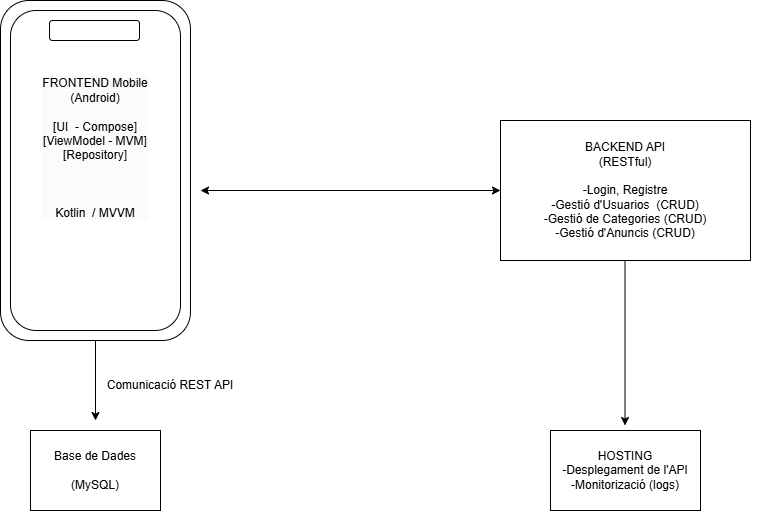 FRONTEND Mobile
(Android)
[UI - Compose]
[ViewModel - MVM]
[Repository]
Kotlin / MVVM
BACKEND API
(RESTful)
-Login, Registre
-Gestió d'Usuarios (CRUD)
-Gestió de Categories (CRUD)
-Gestió d'Anuncis (CRUD)
Comunicació REST API
Base de Dades
(MySQL)
HOSTING
-Desplegament de l'API
-Monitorizació (logs)